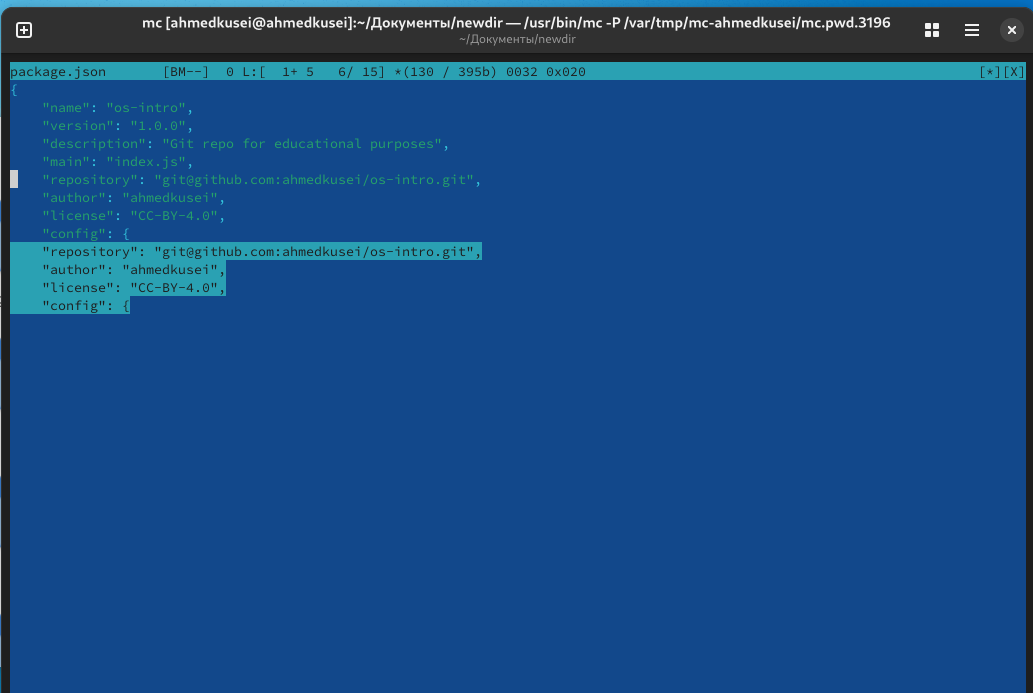 mc [ahmedkusei@ahmedkusei]:~/Документы/newdir — /usr/bin/mc -P /var/tmp/mc-ahmedkusei/mc.pwd.3196
~/Документы/newdir
package.json       [BM--]  0 L:[  1+ 5   6/ 15] *(130 / 395b) 0032 0x020 [*][X]
{
    "name": "os-intro",
    "version": "1.0.0",
    "description": "Git repo for educational purposes",
    "main": "index.js",
    "repository": "git@github.com:ahmedkusei/os-intro.git",
    "author": "ahmedkusei",
    "license": "CC-BY-4.0",
    "config": {
    "repository": "git@github.com:ahmedkusei/os-intro.git",
    "author": "ahmedkusei",
    "license": "CC-BY-4.0",
    "config": {